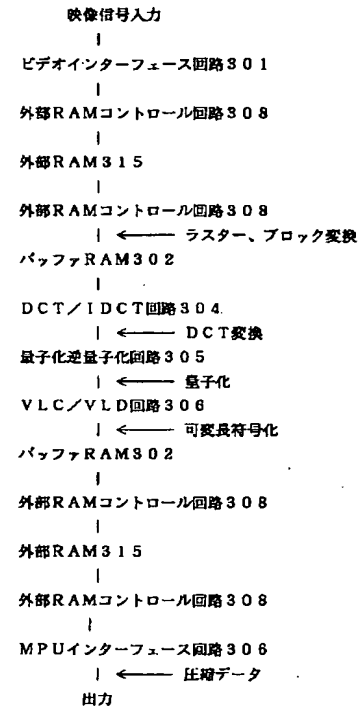 映像信号入力
ビデオインターフェース回路301
外部RAMコントロール回路308
外部RAM315
外部RAMコントロール回路308
ラスター、ブロック変換
バッファRAM302
DCT/IDCT回路304
DCT変換
量子化逆量子化回路305
量子化
VLC/VLD回路306
可変長符号化
バッファRAM302
外部RAMコントロール回路308
外部RAM315
外部RAMコントロール回路308
MPUインターフェース回路306
圧縮データ
出力